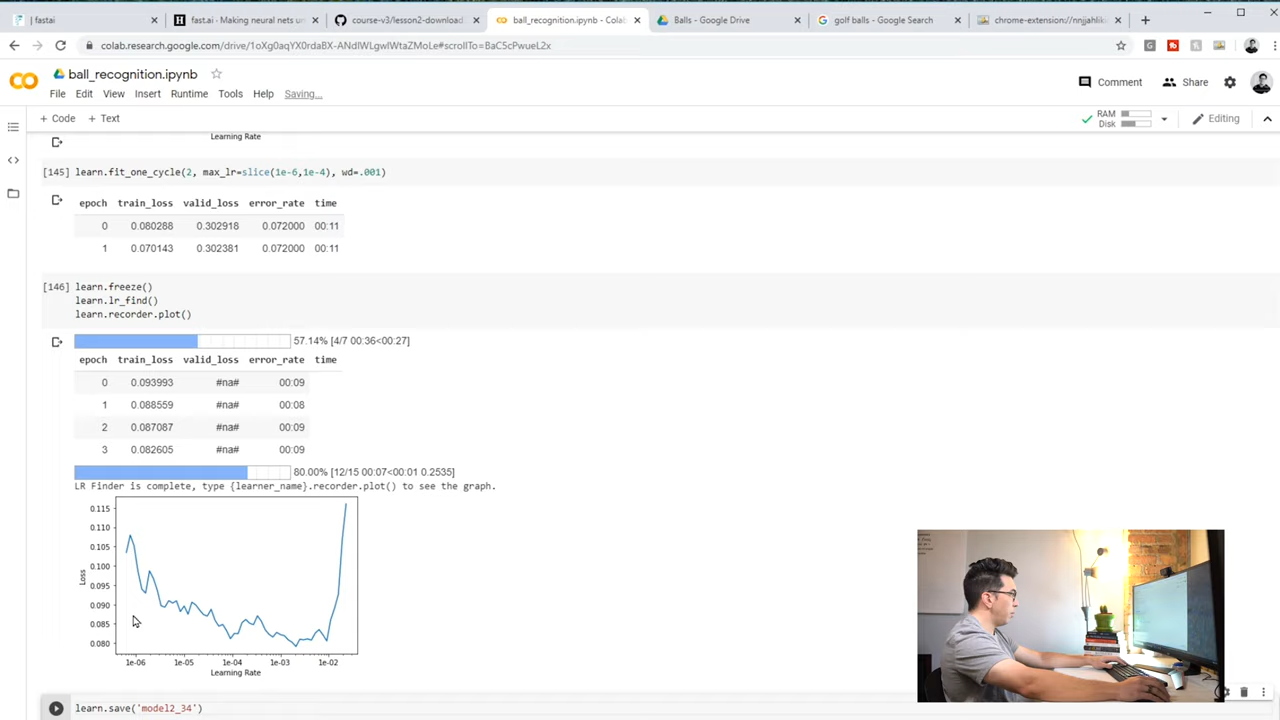 | fastai
fast.ai - Making neural nets un
course-v3/lesson2-download
ball_recognition.ipynb - Colab
Balls - Google Drive
golf balls - Google Search
chrome-extension://nnjjahlik
colab.research.google.com/drive/1oXg0aqYX0rdaBX-ANdIWLgwIWtaZMoLe#scrollTo=BaC5cPwueL2x
ball_recognition.ipynb
File Edit View Insert Runtime Tools Help Saving...
Comment Share
+ Code + Text
RAM
Disk
Editing
Learning Rate
[145] learn.fit_one_cycle(2, max_lr=slice(1e-6,1e-4), wd=.001)
epoch train_loss valid_loss error_rate time
0 0.080288 0.302918 0.072000 00:11
1 0.070143 0.302381 0.072000 00:11
[146] learn.freeze()
learn.lr_find()
learn.recorder.plot()
57.14% [4/7 00:36<00:27]
epoch train_loss valid_loss error_rate time
0 0.093993 #na# 00:09
1 0.088559 #na# 00:08
2 0.087087 #na# 00:09
3 0.082605 #na# 00:09
80.00% [12/15 00:07<00:01 0.2535]
LR Finder is complete, type {learner_name}.recorder.plot() to see the graph.
0.115
0.110
0.105
0.100
0.095
0.090
0.085
0.080
Loss
1e-06 1e-05 1e-04 1e-03 1e-02
Learning Rate
learn.save('model2_34')